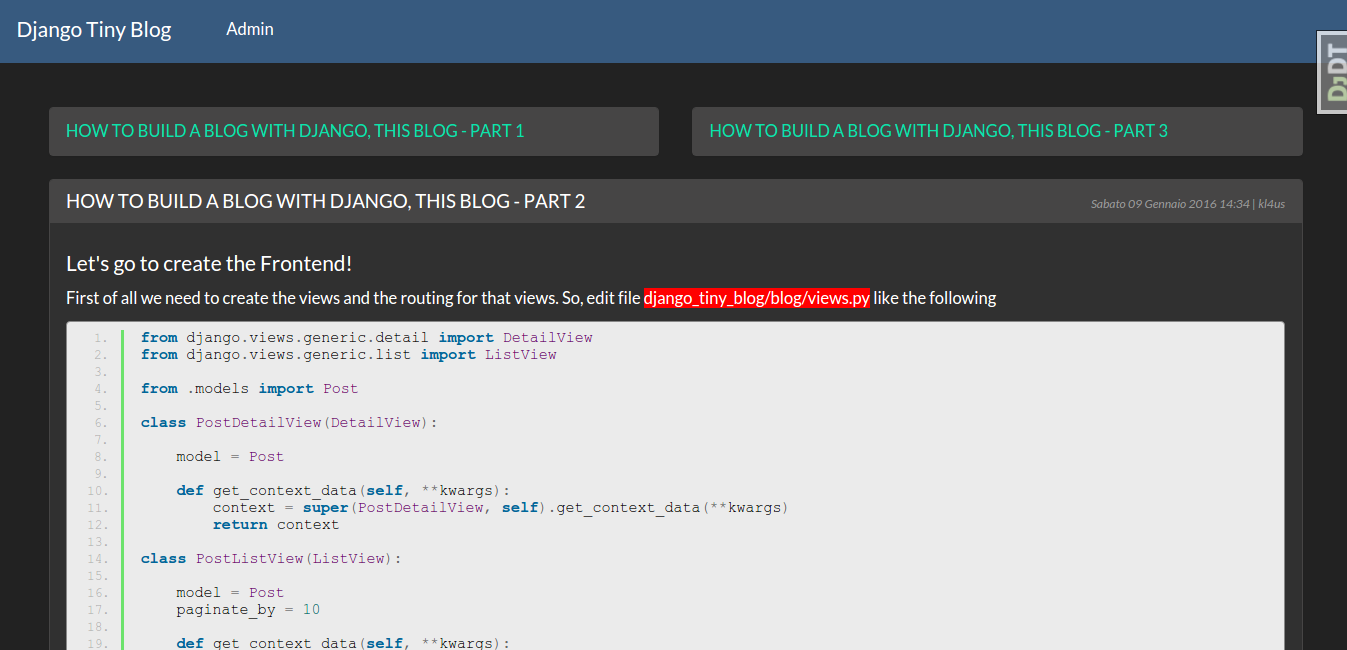 Django Tiny Blog Admin
DJDT
HOW TO BUILD A BLOG WITH DJANGO, THIS BLOG - PART 1
HOW TO BUILD A BLOG WITH DJANGO, THIS BLOG - PART 3
HOW TO BUILD A BLOG WITH DJANGO, THIS BLOG - PART 2
Sabato 09 Gennaio 2016 14:34 | kl4us
Let's go to create the Frontend!
First of all we need to create the views and the routing for that views. So, edit file django_tiny_blog/blog/views.py like the following
1. from django.views.generic.detail import DetailView
2. from django.views.generic.list import ListView
3.
4. from .models import Post
5.
6. class PostDetailView(DetailView):
7.
8.     model = Post
9.
10.     def get_context_data(self, **kwargs):
11.         context = super(PostDetailView, self).get_context_data(**kwargs)
12.         return context
13.
14. class PostListView(ListView):
15.
16.     model = Post
17.     paginate_by = 10
18.
19.     def get_context_data(self, **kwargs):